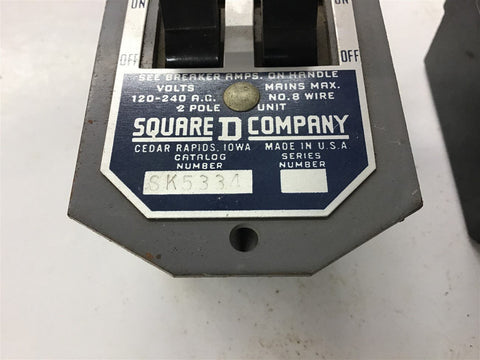 ON ON
OFF OFF
SEE BREAKER AMPS. ON HANDLE
VOLTS MAINS MAX.
120-240 A.C. NO. 8 WIRE
2 POLE UNIT
SQUARE D COMPANY
CEDAR RAPIDS, IOWA MADE IN U.S.A
CATALOG SERIES
NUMBER NUMBER
SK5334